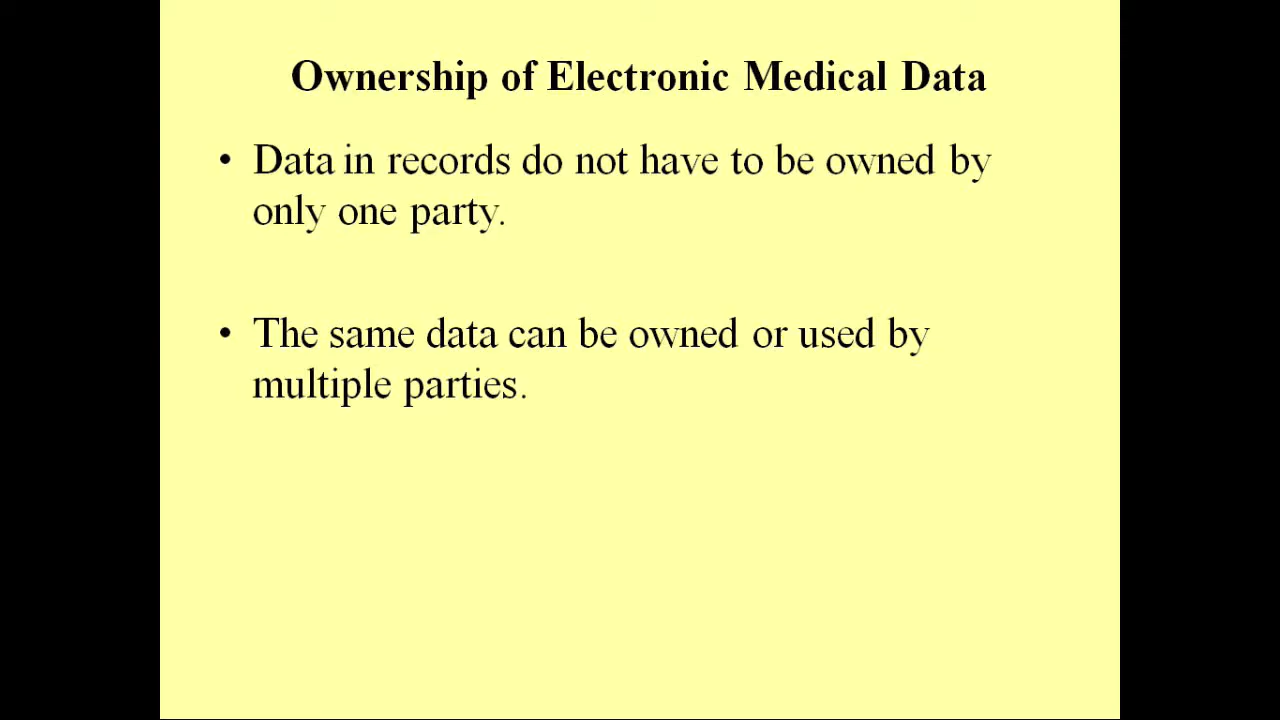 Ownership of Electronic Medical Data
• Data in records do not have to be owned by
only one party.
• The same data can be owned or used by
multiple parties.